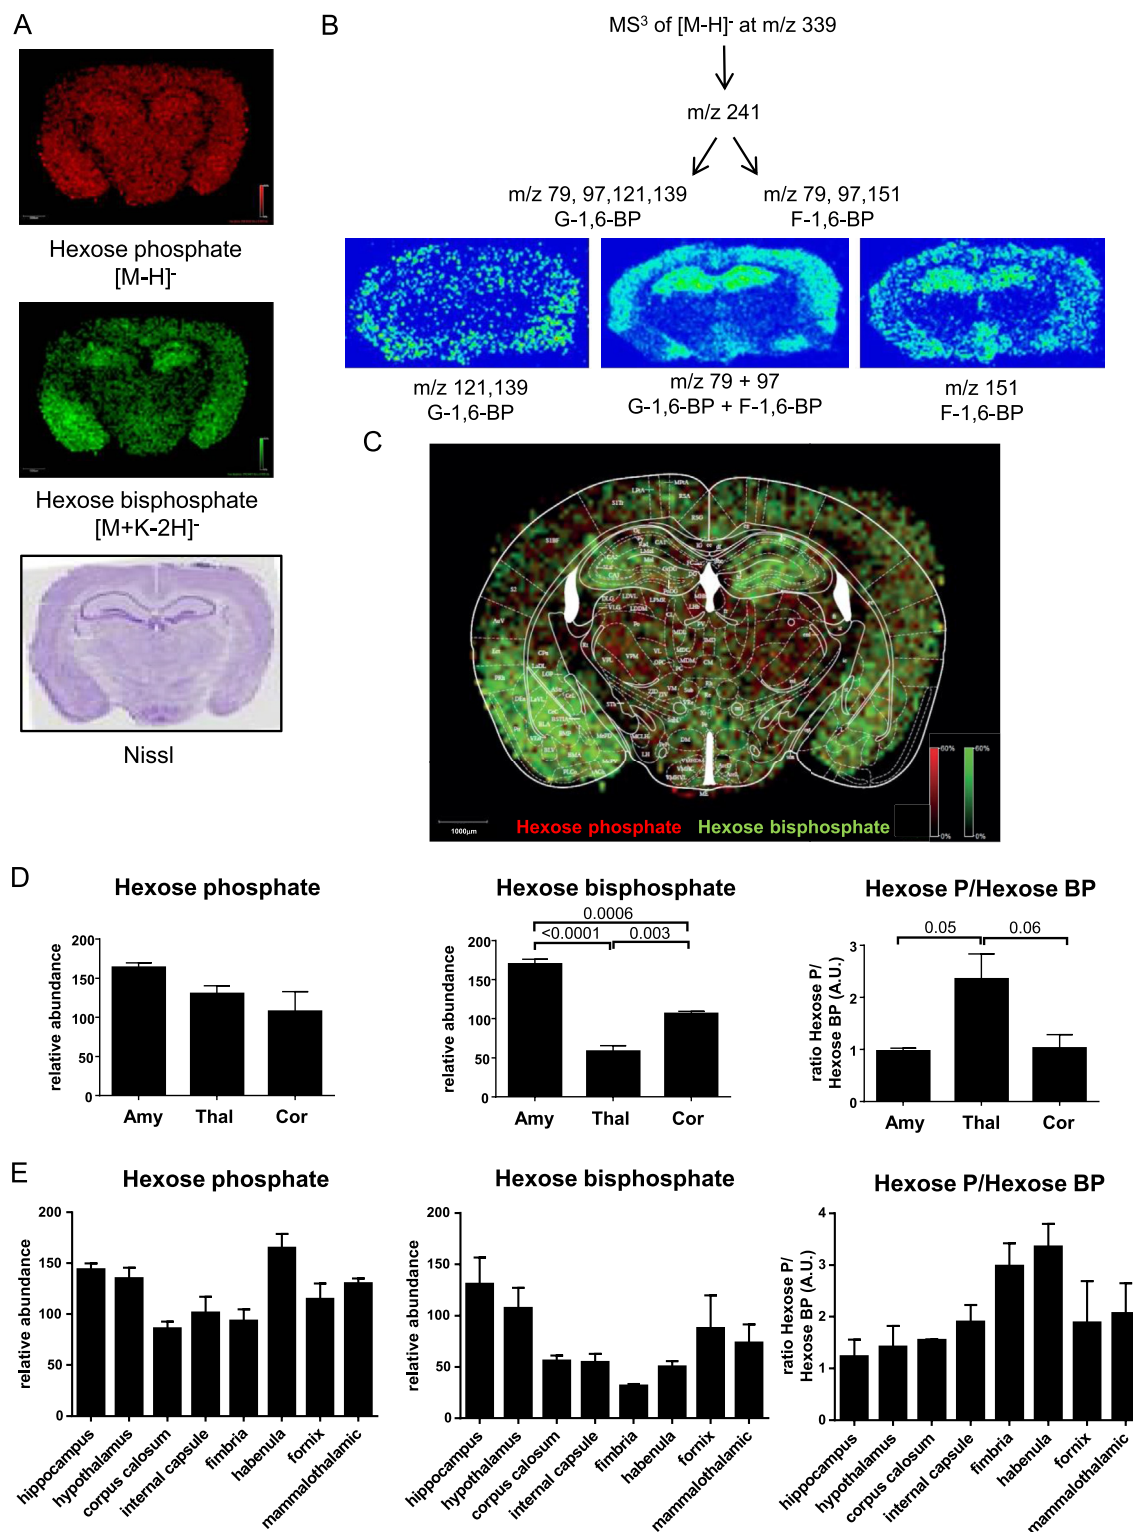 A
Hexose phosphate
[M-H]-
Hexose bisphosphate
[M+K-2H]-
Nissl
B
MS3 of [M-H]- at m/z 339
m/z 241
m/z 79, 97,121,139
G-1,6-BP
m/z 79, 97,151
F-1,6-BP
m/z 121,139
G-1,6-BP
m/z 79 + 97
G-1,6-BP + F-1,6-BP
m/z 151
F-1,6-BP
C
60%
60%
0%
0%
1000µm
Hexose phosphate Hexose bisphosphate
D
Hexose phosphate
relative abundance
200
150
100
50
0
Amy Thal Cor
Hexose bisphosphate
relative abundance
200
150
100
50
0
0.0006
<0.0001 0.003
Amy Thal Cor
Hexose P/Hexose BP
ratio Hexose P/
Hexose BP (A.U.)
3
2
1
0
0.05 0.06
Amy Thal Cor
E
Hexose phosphate
relative abundance
200
150
100
50
0
hippocampus
hypothalamus
corpus calosum
internal capsule
fimbria
habenula
fornix
mammalothalamic
Hexose bisphosphate
relative abundance
200
150
100
50
0
hippocampus
hypothalamus
corpus calosum
internal capsule
fimbria
habenula
fornix
mammalothalamic
Hexose P/Hexose BP
ratio Hexose P/
Hexose BP (A.U.)
4
3
2
1
0
hippocampus
hypothalamus
corpus calosum
internal capsule
fimbria
habenula
fornix
mammalothalamic